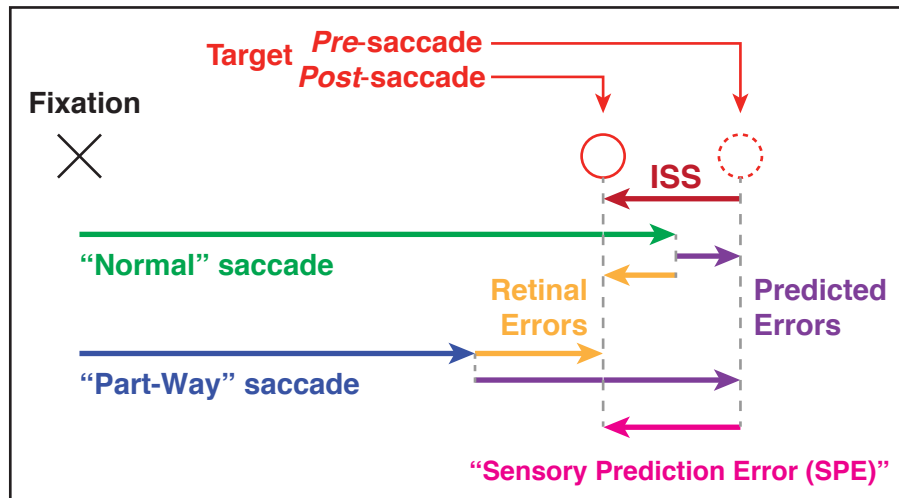 Target Pre-saccade
Post-saccade
Fixation
ISS
“Normal” saccade
Retinal
Errors
Predicted
Errors
“Part-Way” saccade
“Sensory Prediction Error (SPE)”